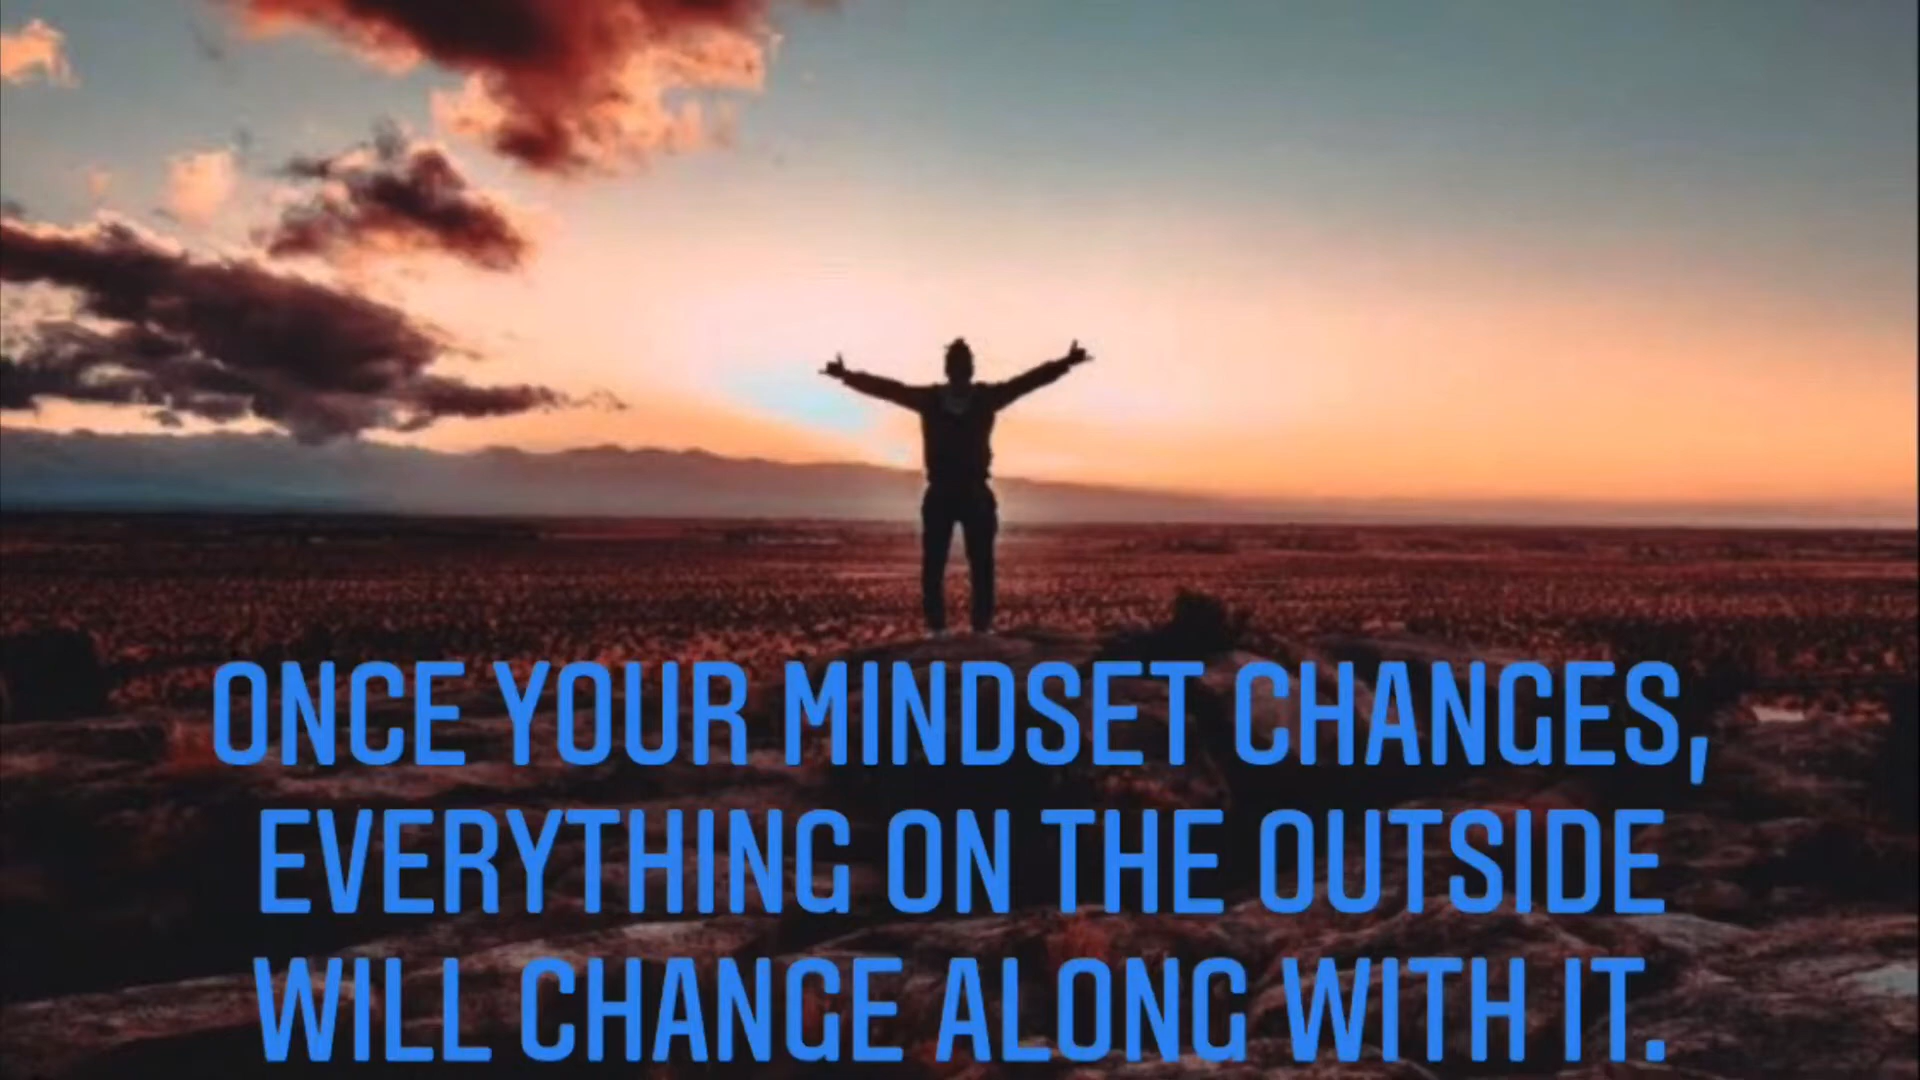 ONCE YOUR MINDSET CHANGES,
EVERYTHING ON THE OUTSIDE
WILL CHANGE ALONG WITH IT.